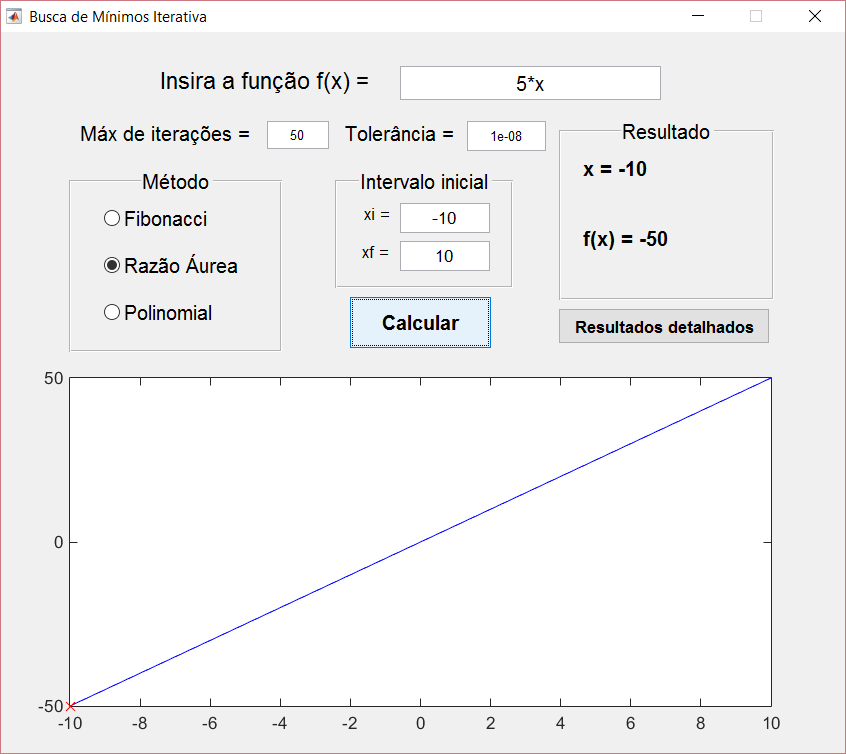 Busca de Mínimos Iterativa
Insira a função f(x) =
5*x
Máx de iterações =
50
Tolerância =
1e-08
Método
Fibonacci
Razão Áurea
Polinomial
Intervalo inicial
xi =
-10
xf =
10
Calcular
Resultado
x = -10
f(x) = -50
Resultados detalhados
50
0
-50
-10 -8 -6 -4 -2 0 2 4 6 8 10